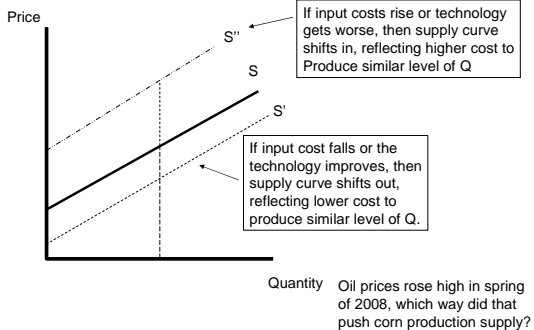 Price
If input costs rise or technology
gets worse, then supply curve
shifts in, reflecting higher cost to
Produce similar level of Q
S''
S
S'
If input cost falls or the
technology improves, then
supply curve shifts out,
reflecting lower cost to
produce similar level of Q.
Quantity
Oil prices rose high in spring
of 2008, which way did that
push corn production supply?